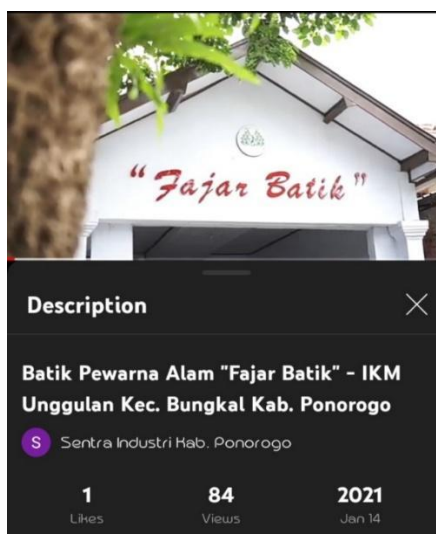 "Fajar Batik"
Description
Batik Pewarna Alam "Fajar Batik" - IKM
Unggulan Kec. Bungkal Kab. Ponorogo
S Sentra Industri Kab. Ponorogo
1 84 2021
Likes Views Jan 14